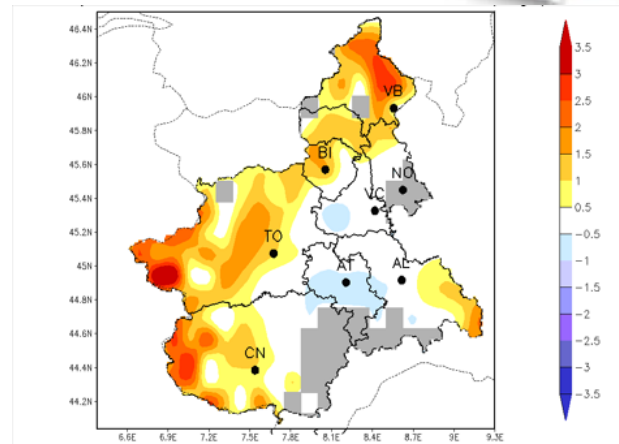 46.4N
46.2N
46N
45.8N
45.6N
45.4N
45.2N
45N
44.8N
44.6N
44.4N
44.2N
6.6E 6.9E 7.2E 7.5E 7.8E 8.1E 8.4E 8.7E 9E 9.3E
VB
BI
NO
VC
TO
AT
AL
CN
3.5
3
2.5
2
1.5
1
0.5
-0.5
-1
-1.5
-2
-2.5
-3
-3.5